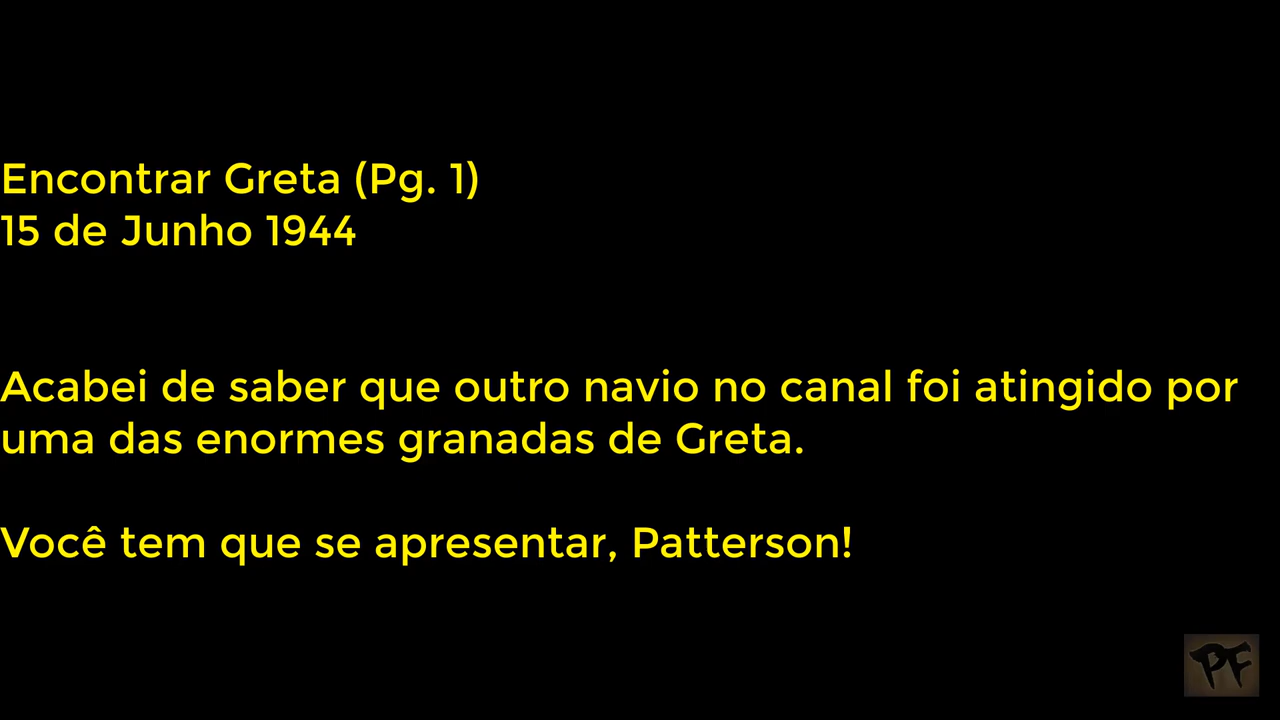 Encontrar Greta (Pg. 1)
15 de Junho 1944
Acabei de saber que outro navio no canal foi atingido por
uma das enormes granadas de Greta.
Você tem que se apresentar, Patterson!
PF